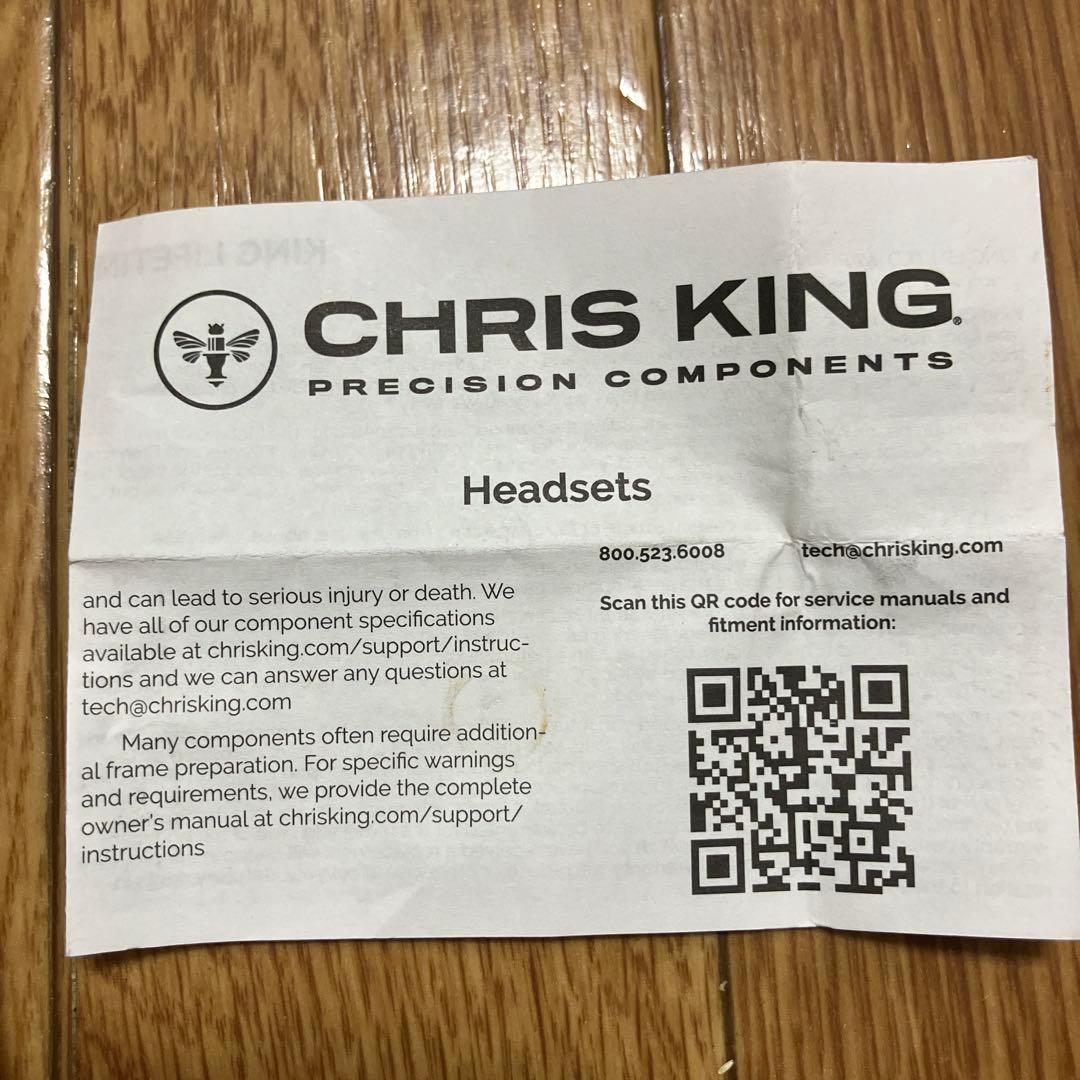 CHRIS KING®
PRECISION COMPONENTS
Headsets
and can lead to serious injury or death. We
have all of our component specifications
available at chrisking.com/support/instruc-
tions and we can answer any questions at
tech@chrisking.com
Many components often require addition-
al frame preparation. For specific warnings
and requirements, we provide the complete
owner's manual at chrisking.com/support/
instructions
800.523.6008 tech@chrisking.com
Scan this QR code for service manuals and
fitment information: